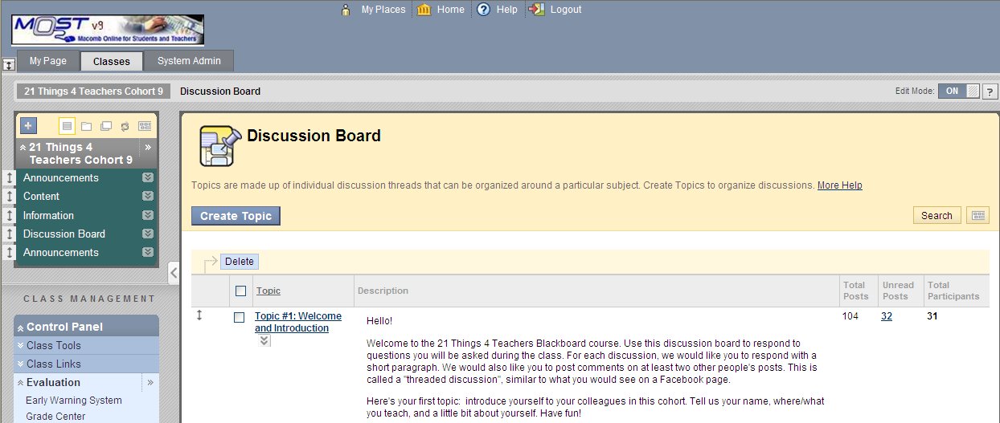 My Places
Home
? Help
Logout
MOST v9
Macomb Online for Students and Teachers
My Page
Classes
System Admin
21 Things 4 Teachers Cohort 9
Discussion Board
Edit Mode: ON ?
+
21 Things 4
Teachers Cohort 9
Announcements
Content
Information
Discussion Board
Announcements
CLASS MANAGEMENT
Control Panel
Class Tools
Class Links
Evaluation
Early Warning System
Grade Center
Discussion Board
Topics are made up of individual discussion threads that can be organized around a particular subject. Create Topics to organize discussions. More Help
Create Topic
Search
Delete
Topic
Description
Total
Posts
Unread
Posts
Total
Participants
Topic #1: Welcome
and Introduction
Hello!
Welcome to the 21 Things 4 Teachers Blackboard course. Use this discussion board to respond to
questions you will be asked during the class. For each discussion, we would like you to respond with a
short paragraph. We would also like you to post comments on at least two other people's posts. This is
called a "threaded discussion", similar to what you would see on a Facebook page.
Here's your first topic: introduce yourself to your colleagues in this cohort. Tell us your name, where/what
you teach, and a little bit about yourself. Have fun!
104
32
31